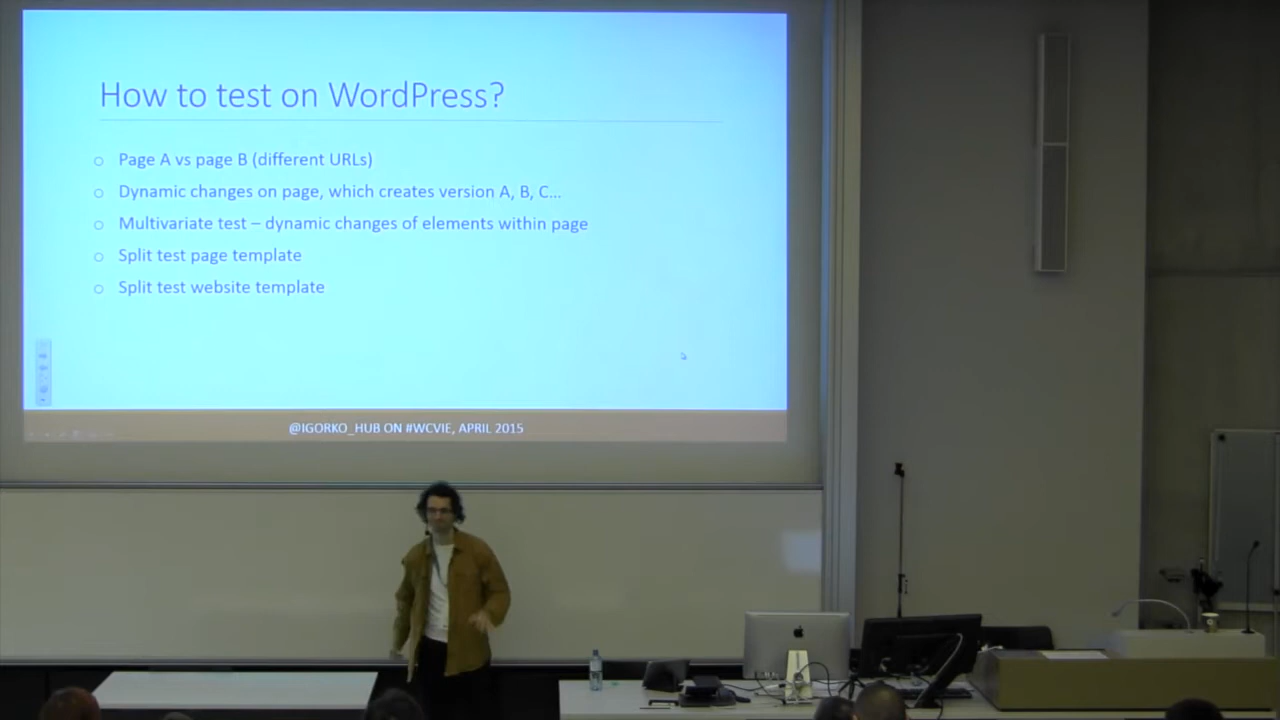 How to test on WordPress?
Page A vs page B (different URLs)
Dynamic changes on page, which creates version A, B, C...
Multivariate test – dynamic changes of elements within page
Split test page template
Split test website template
@IGORKO_HUB ON #WCVIE, APRIL 2015